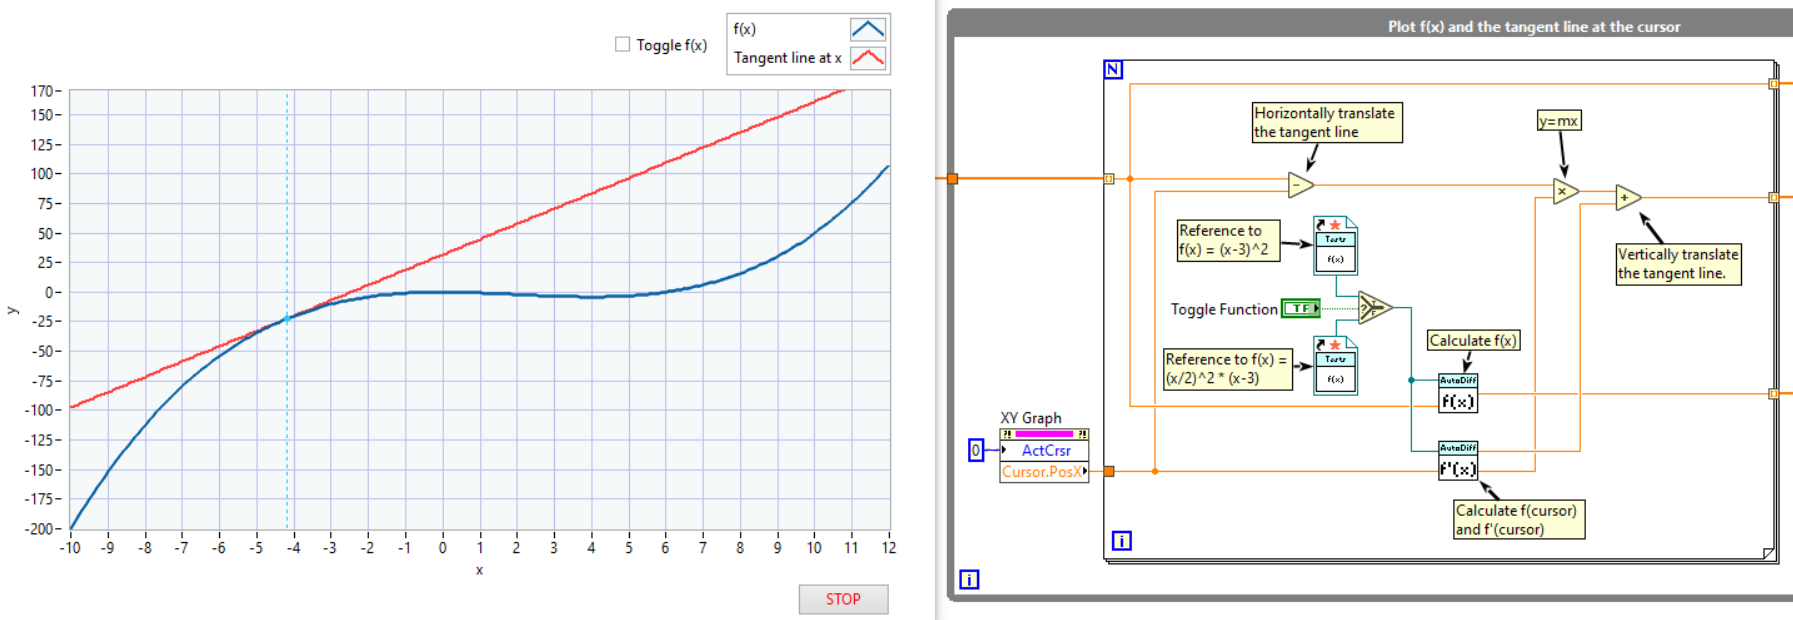 f(x)
Toggle f(x)
Tangent line at x
170
150
125
100
75
50
25
0
-25
-50
-75
-100
-125
-150
-175
-200
y
-10 -9 -8 -7 -6 -5 -4 -3 -2 -1 0 1 2 3 4 5 6 7 8 9 10 11 12
x
STOP
Plot f(x) and the tangent line at the cursor
N
Horizontally translate
the tangent line
y=mx
-
x
+
Reference to
f(x) = (x-3)^2
f(x)
Vertically translate
the tangent line.
Toggle Function
TF
?
T
F
Calculate f(x)
Reference to f(x) =
(x/2)^2 * (x-3)
f(x)
AutoDiff
f(x)
XY Graph
?! ?!
0
ActCrsr
Cursor.PosX
AutoDiff
f'(x)
Calculate f(cursor)
and f'(cursor)
i
i